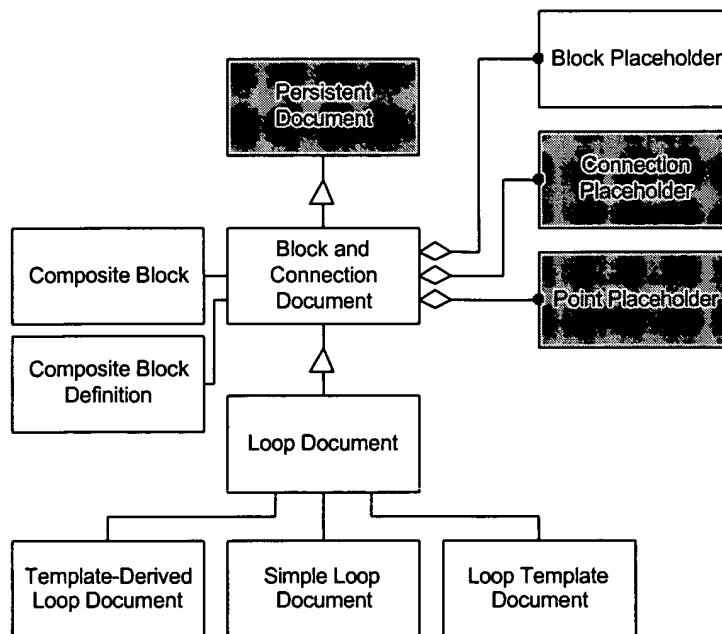 Block Placeholder
Persistent
Document
Connection
Placeholder
Block and
Connection
Document
Composite Block
Point Placeholder
Composite Block
Definition
Loop Document
Template-Derived
Loop Document
Simple Loop
Document
Loop Template
Document